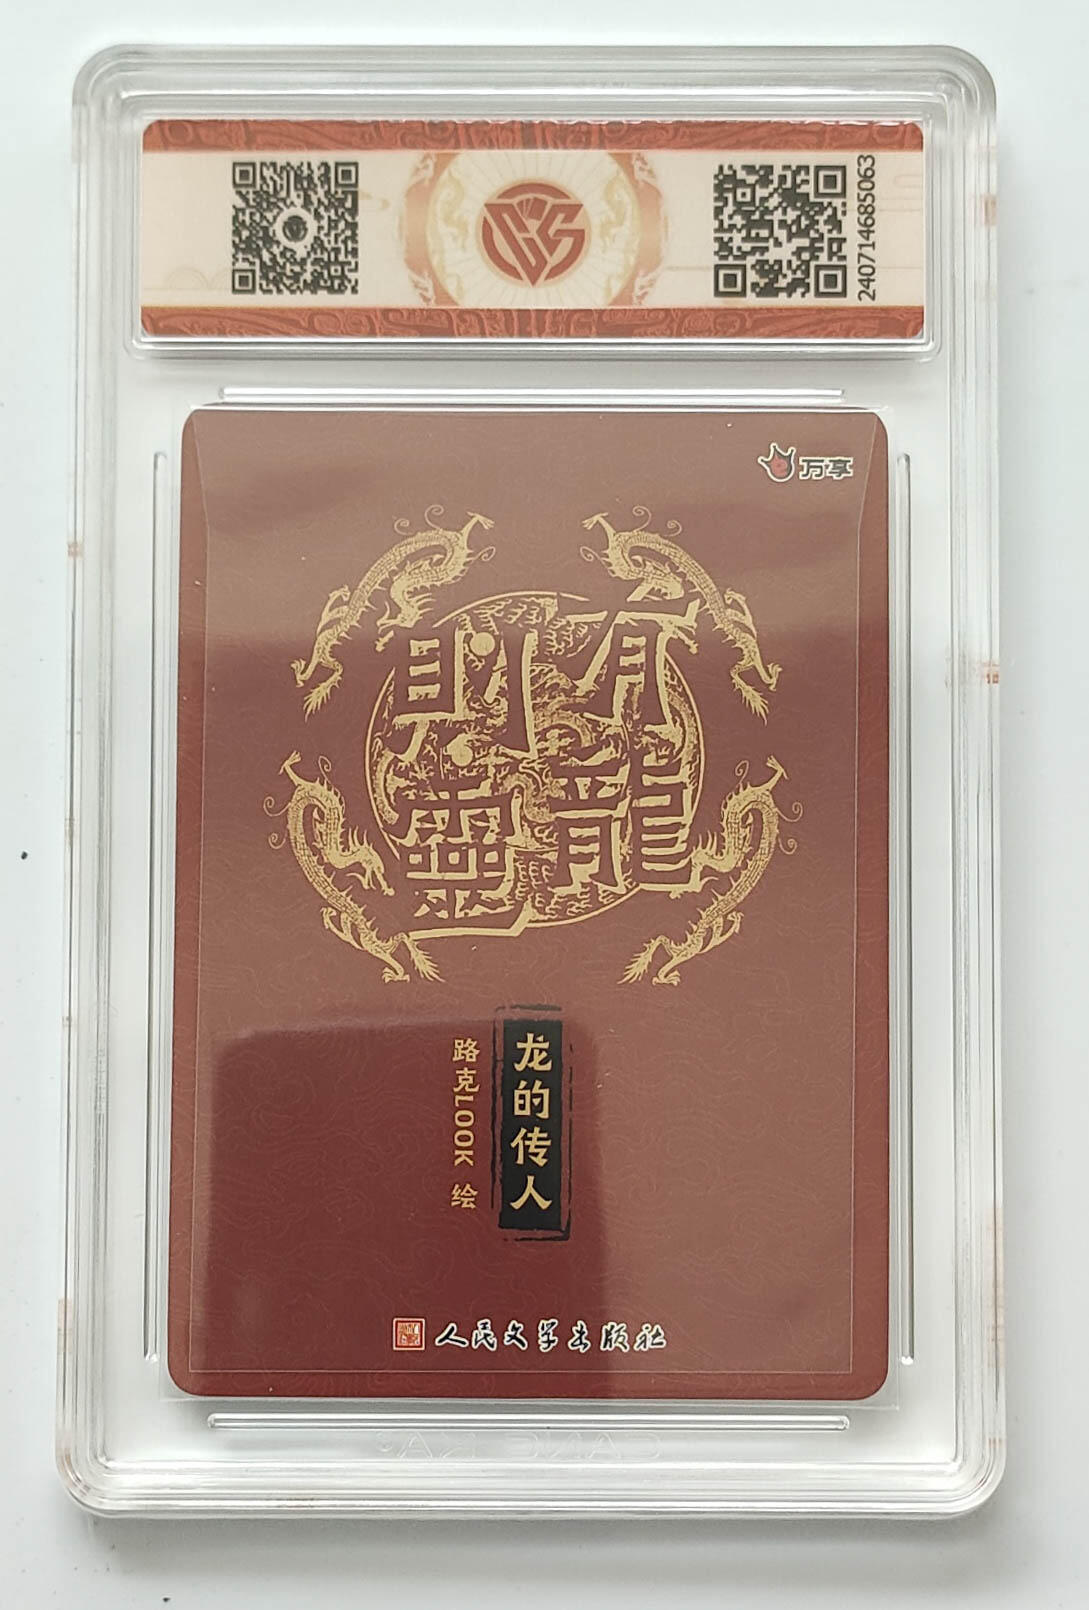 240714685063
万享
有龍
則靈
龙的传人
路克LOOK 绘
人民文学出版社